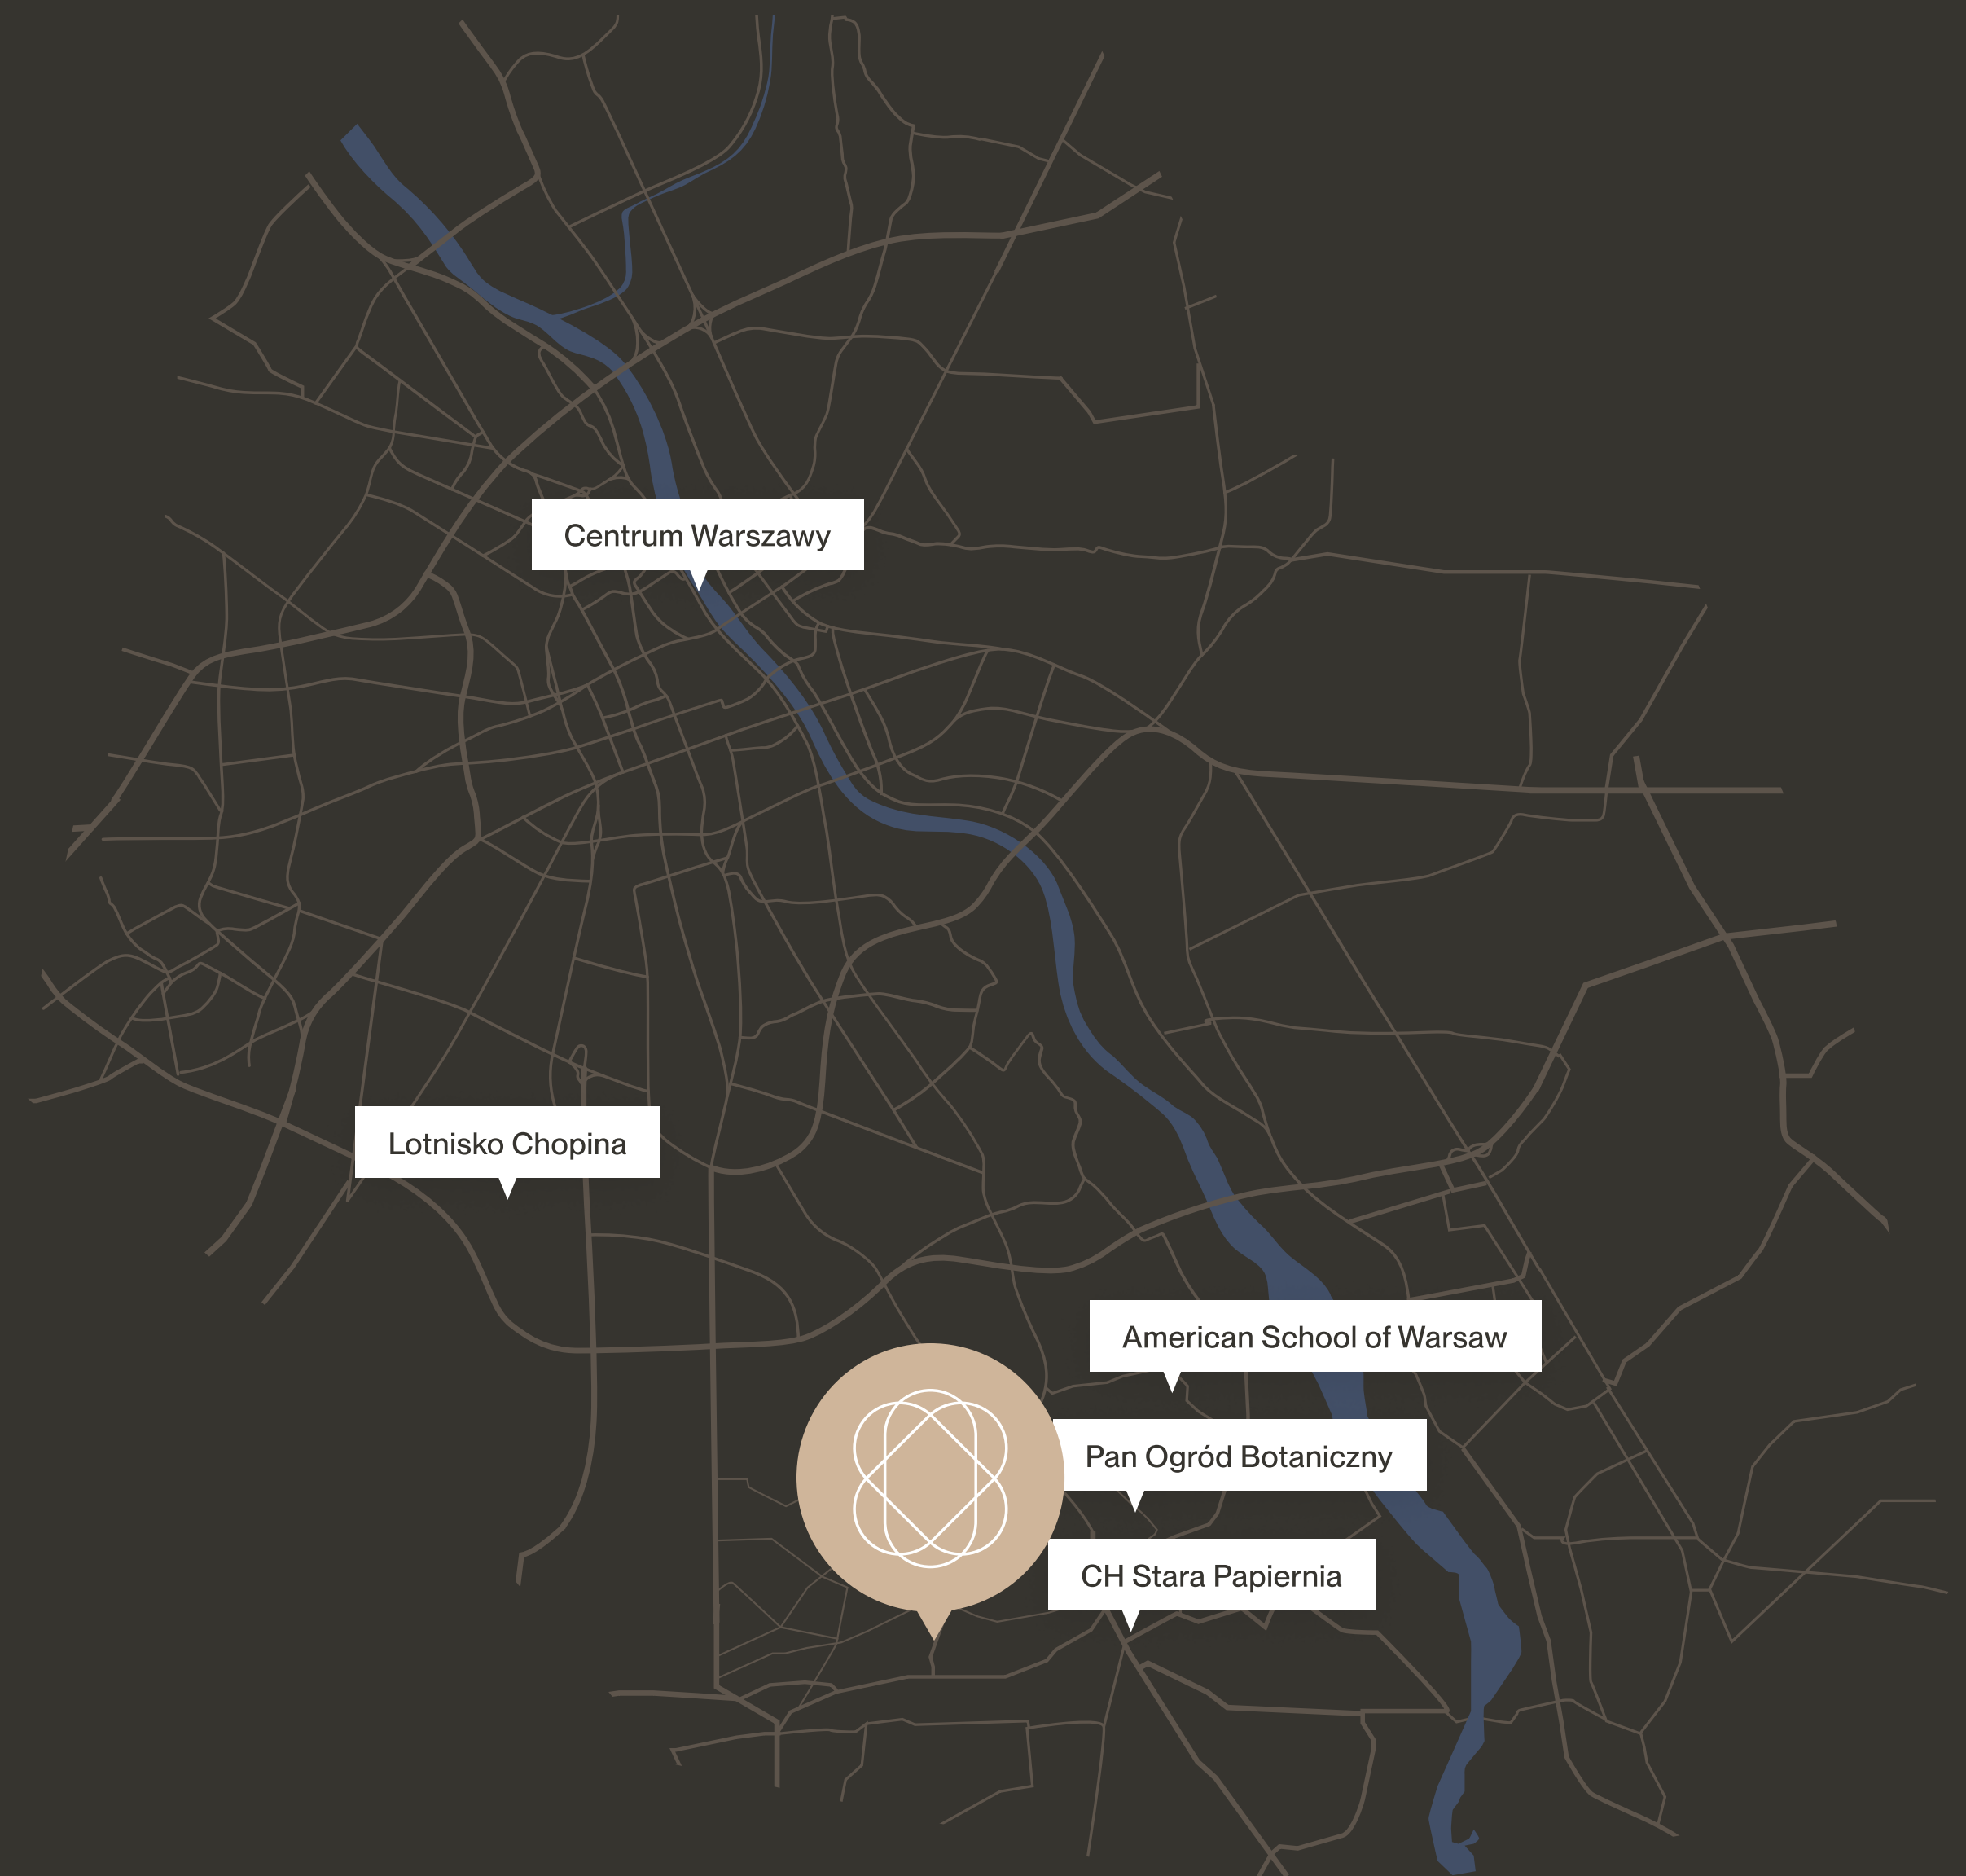 Centrum Warszawy
Lotnisko Chopina
American School of Warsaw
Pan Ogród Botaniczny
CH Stara Papiernia